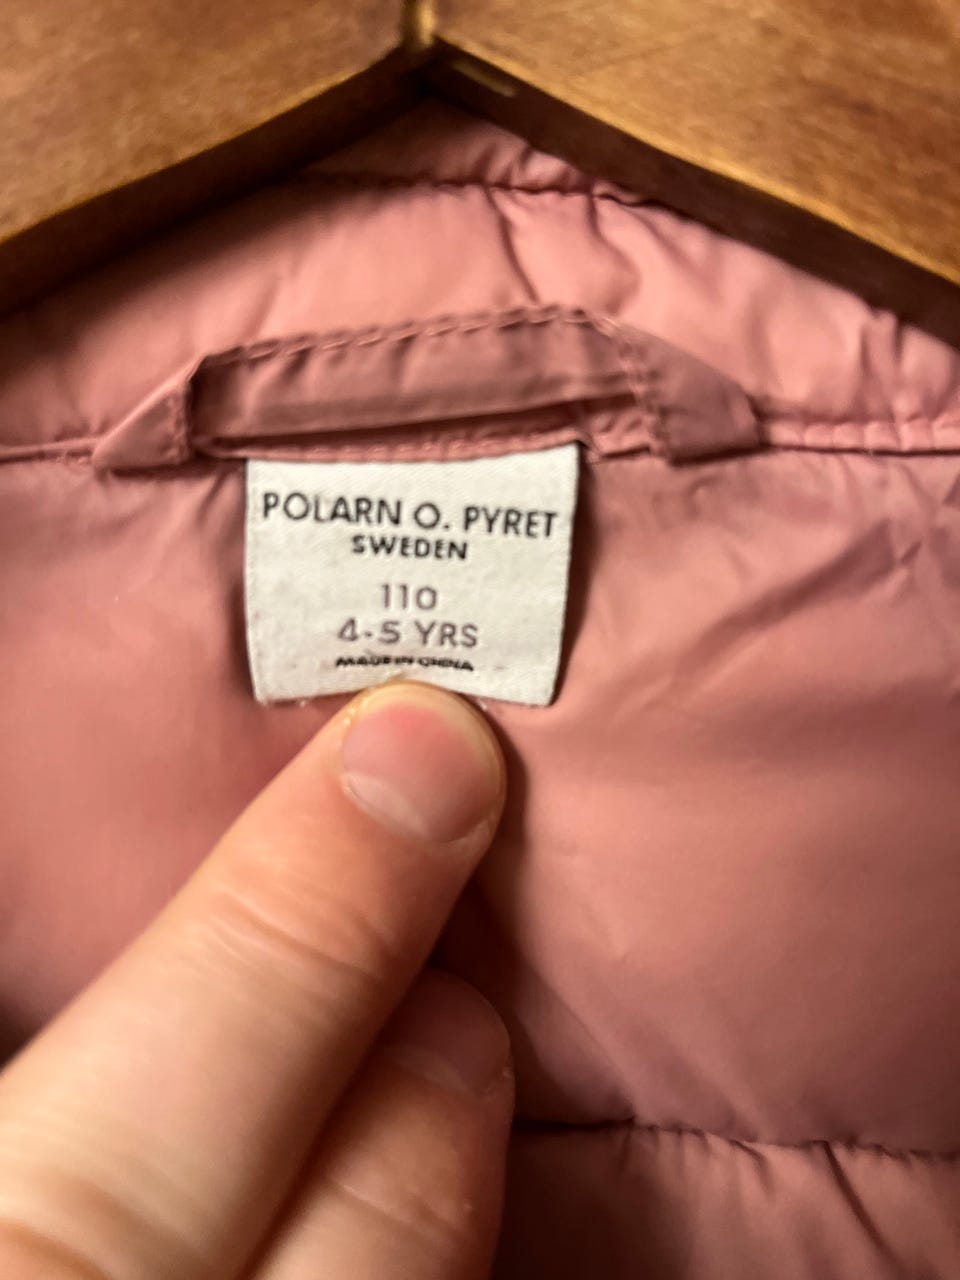 POLARN O. PYRET
SWEDEN
110
4-5 YRS
MADE IN CHINA